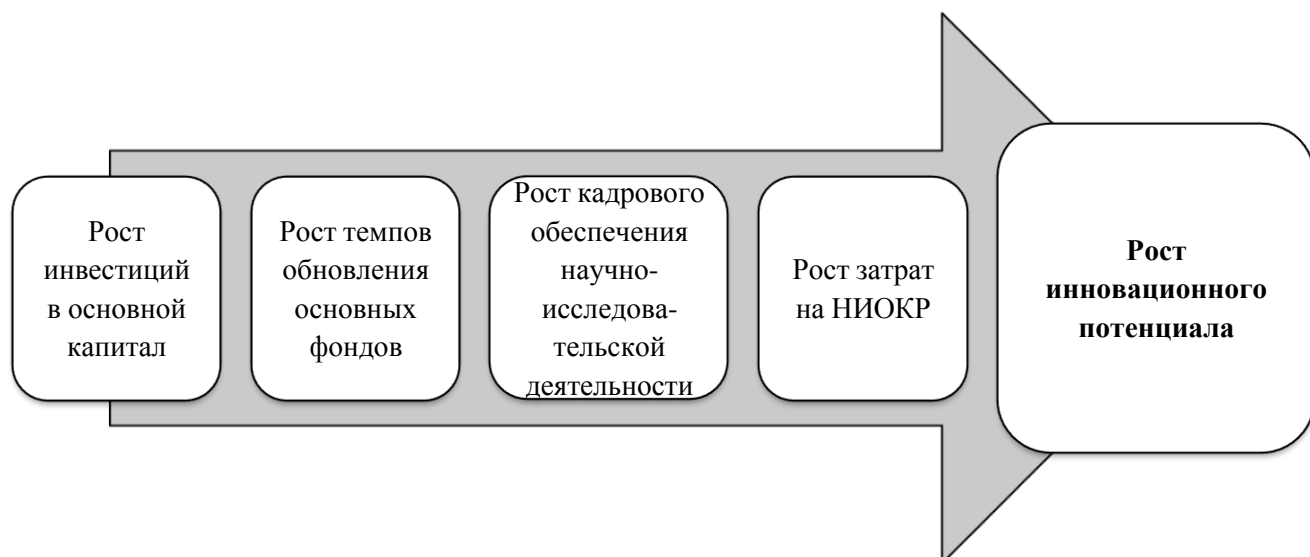 Рост
инвестиций
в основной
капитал
Рост темпов
обновления
основных
фондов
Рост кадрового
обеспечения
научно-
исследова-
тельской
деятельности
Рост затрат
на НИОКР
Рост
инновационного
потенциала